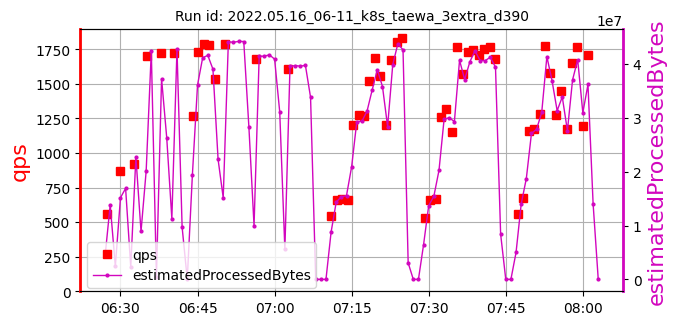 Run id: 2022.05.16_06-11_k8s_taewa_3extra_d390
1e7
1750
1500
1250
1000
750
500
250
0
4
3
2
1
0
qps
estimatedProcessedBytes
qps
estimatedProcessedBytes
06:30 06:45 07:00 07:15 07:30 07:45 08:00